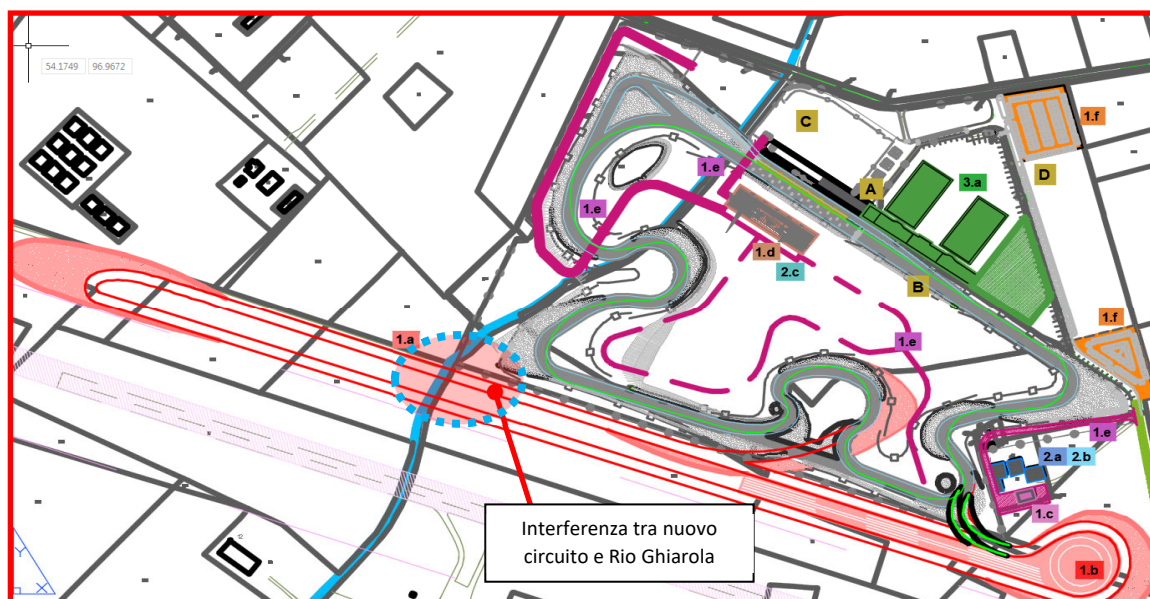 54.1749 96.9672
C
1.f
1.e
A
3.a
D
1.e
1.d
2.c
B
1.f
1.a
1.e
1.e
2.a 2.b
1.c
Interferenza tra nuovo
circuito e Rio Ghiarola
1.b
Y
X